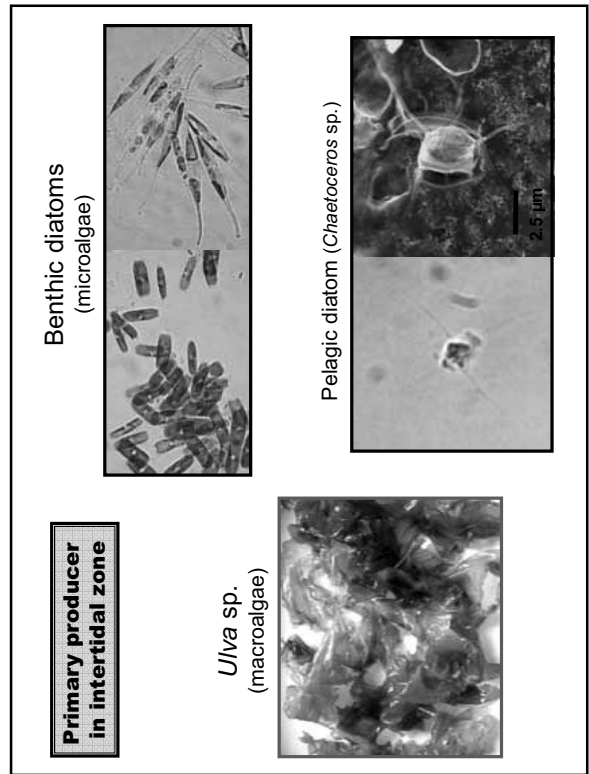 Primary producer
in intertidal zone
Benthic diatoms
(microalgae)
Ulva sp.
(macroalgae)
Pelagic diatom (Chaetoceros sp.)
2.5 µm